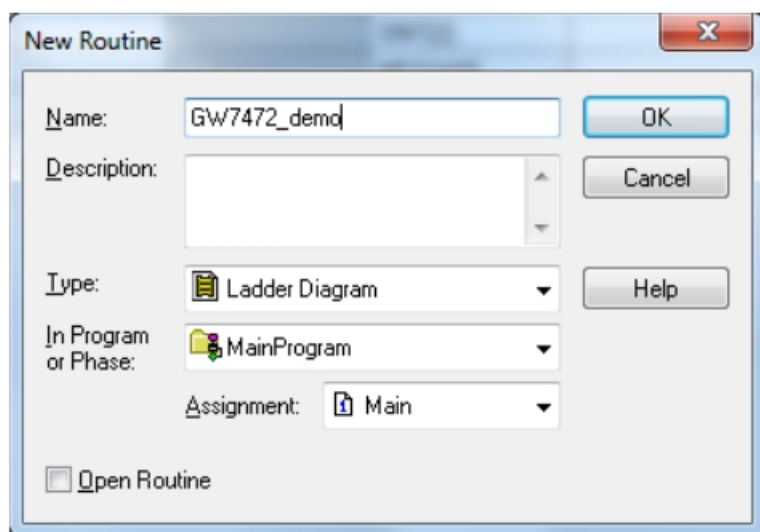 New Routine
Name:
GW7472_demo
OK
Description:
Cancel
Type:
Ladder Diagram
Help
In Program
or Phase:
MainProgram
Assignment:
Main
Open Routine